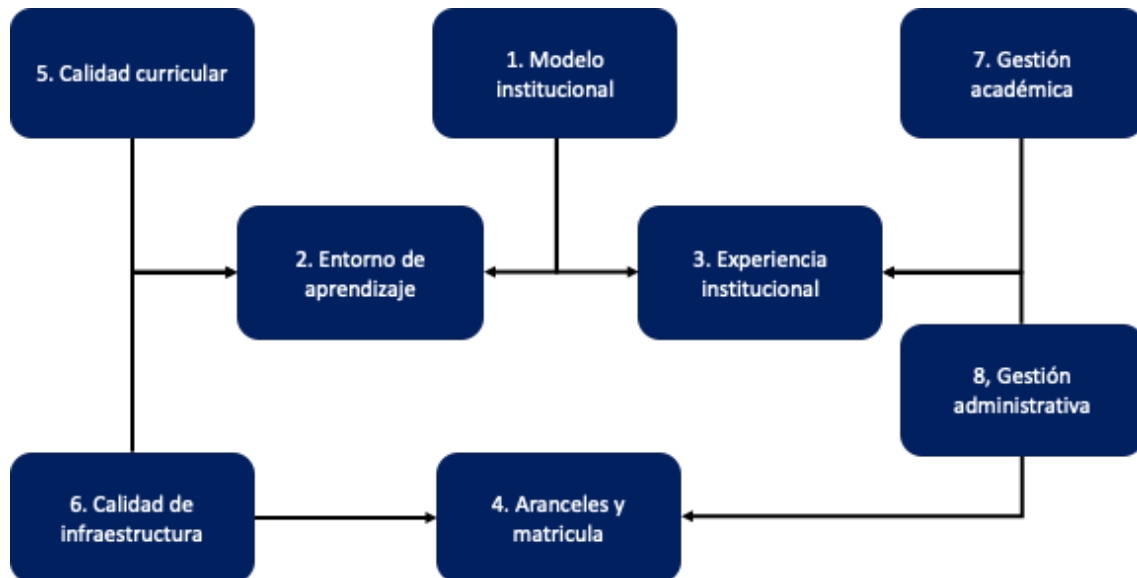 5. Calidad curricular
1. Modelo
institucional
7. Gestión
académica
2. Entorno de
aprendizaje
3. Experiencia
institucional
8, Gestión
administrativa
6. Calidad de
infraestructura
4. Aranceles y
matricula